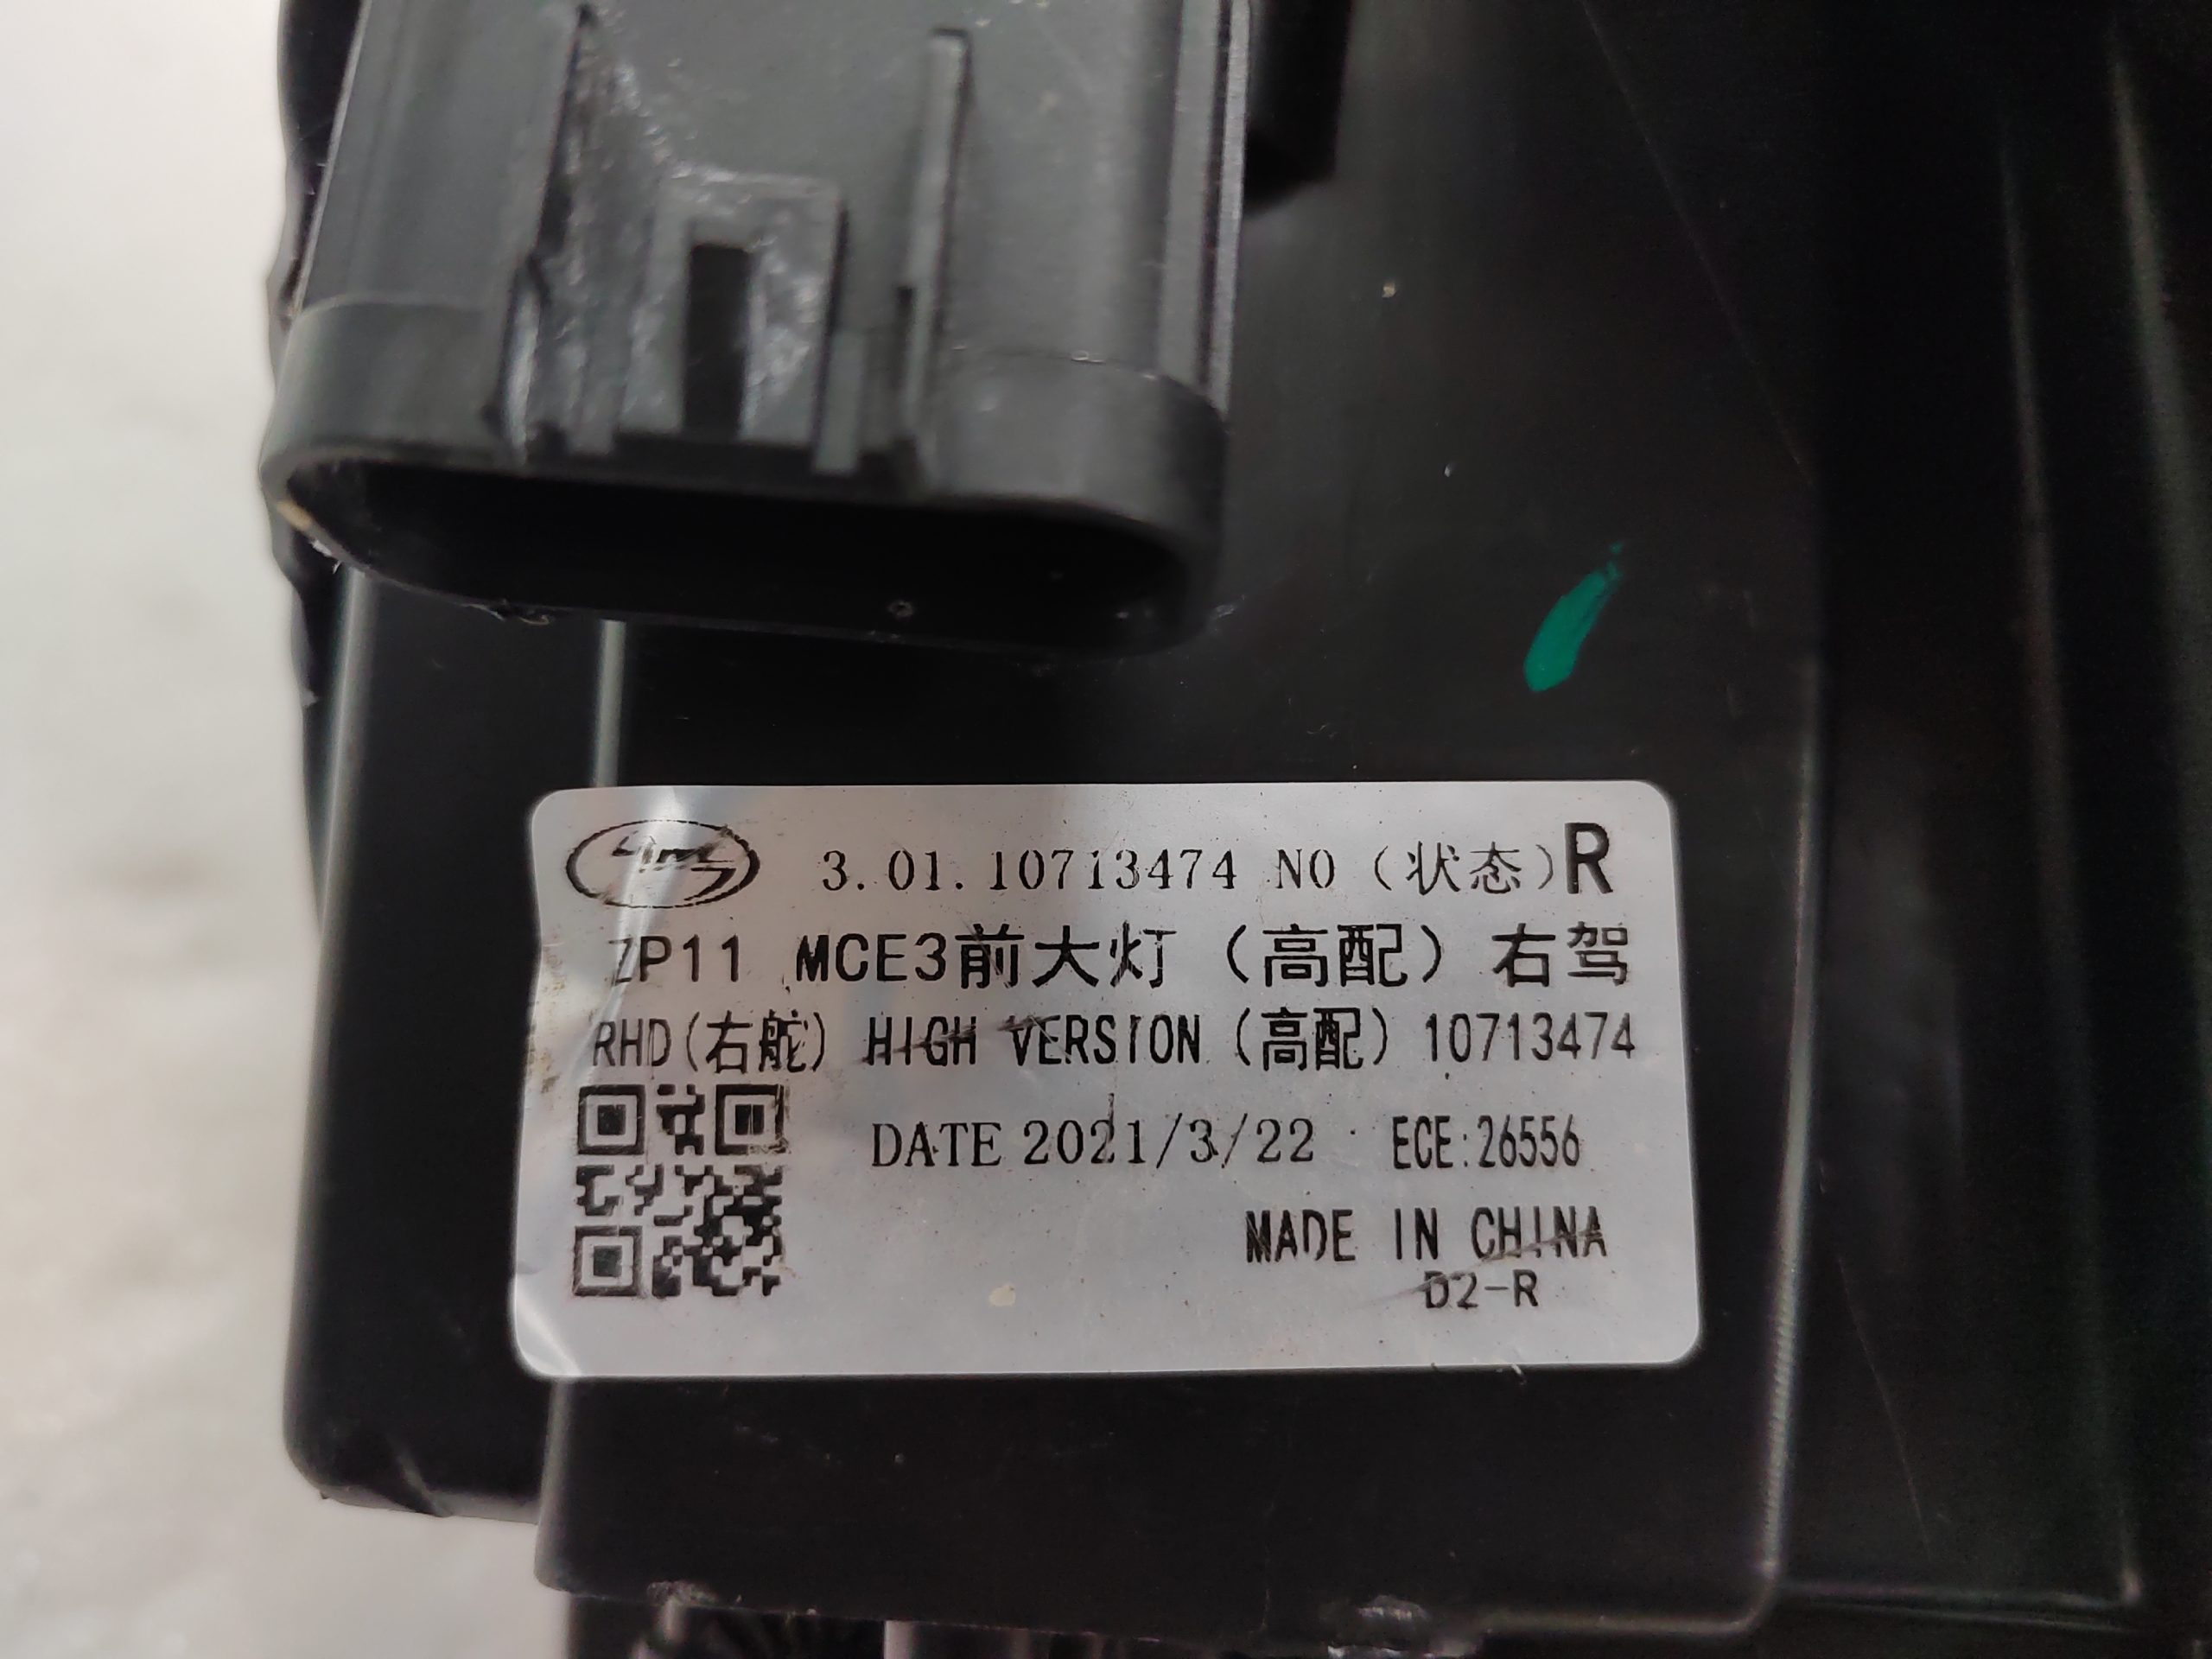 3.01.10713474 N0（状态）R
ZP11 MCE3前大灯（高配）右驾
RHD(右舵) HIGH VERSION（高配）10713474
DATE 2021/3/22 ECE:26556
MADE IN CHINA
D2-R